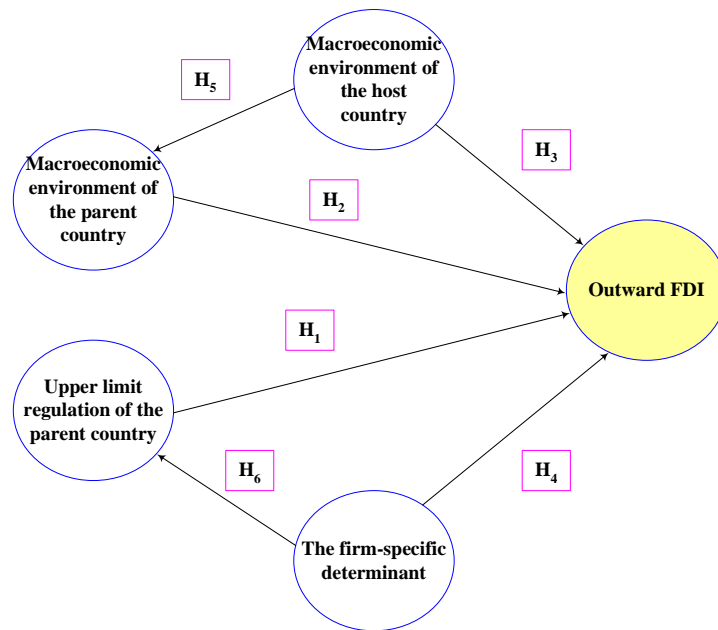 Macroeconomic
environment of
the host
country
H5
H3
Macroeconomic
environment of
the parent
country
H2
Outward FDI
H1
Upper limit
regulation of the
parent country
H6
H4
The firm-specific
determinant